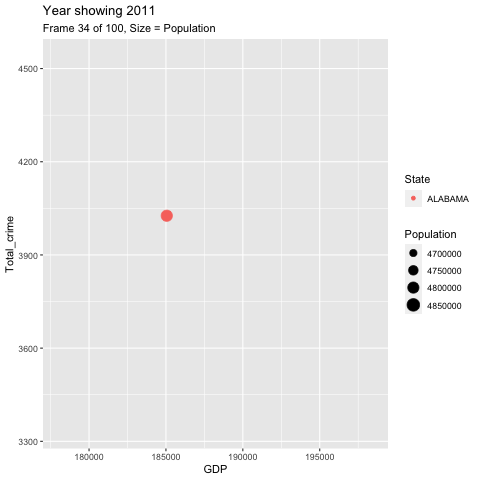 Year showing 2011
Frame 34 of 100, Size = Population
4500
4200
3900
3600
3300
Total_crime
180000 185000 190000 195000
GDP
State
ALABAMA
Population
4700000
4750000
4800000
4850000